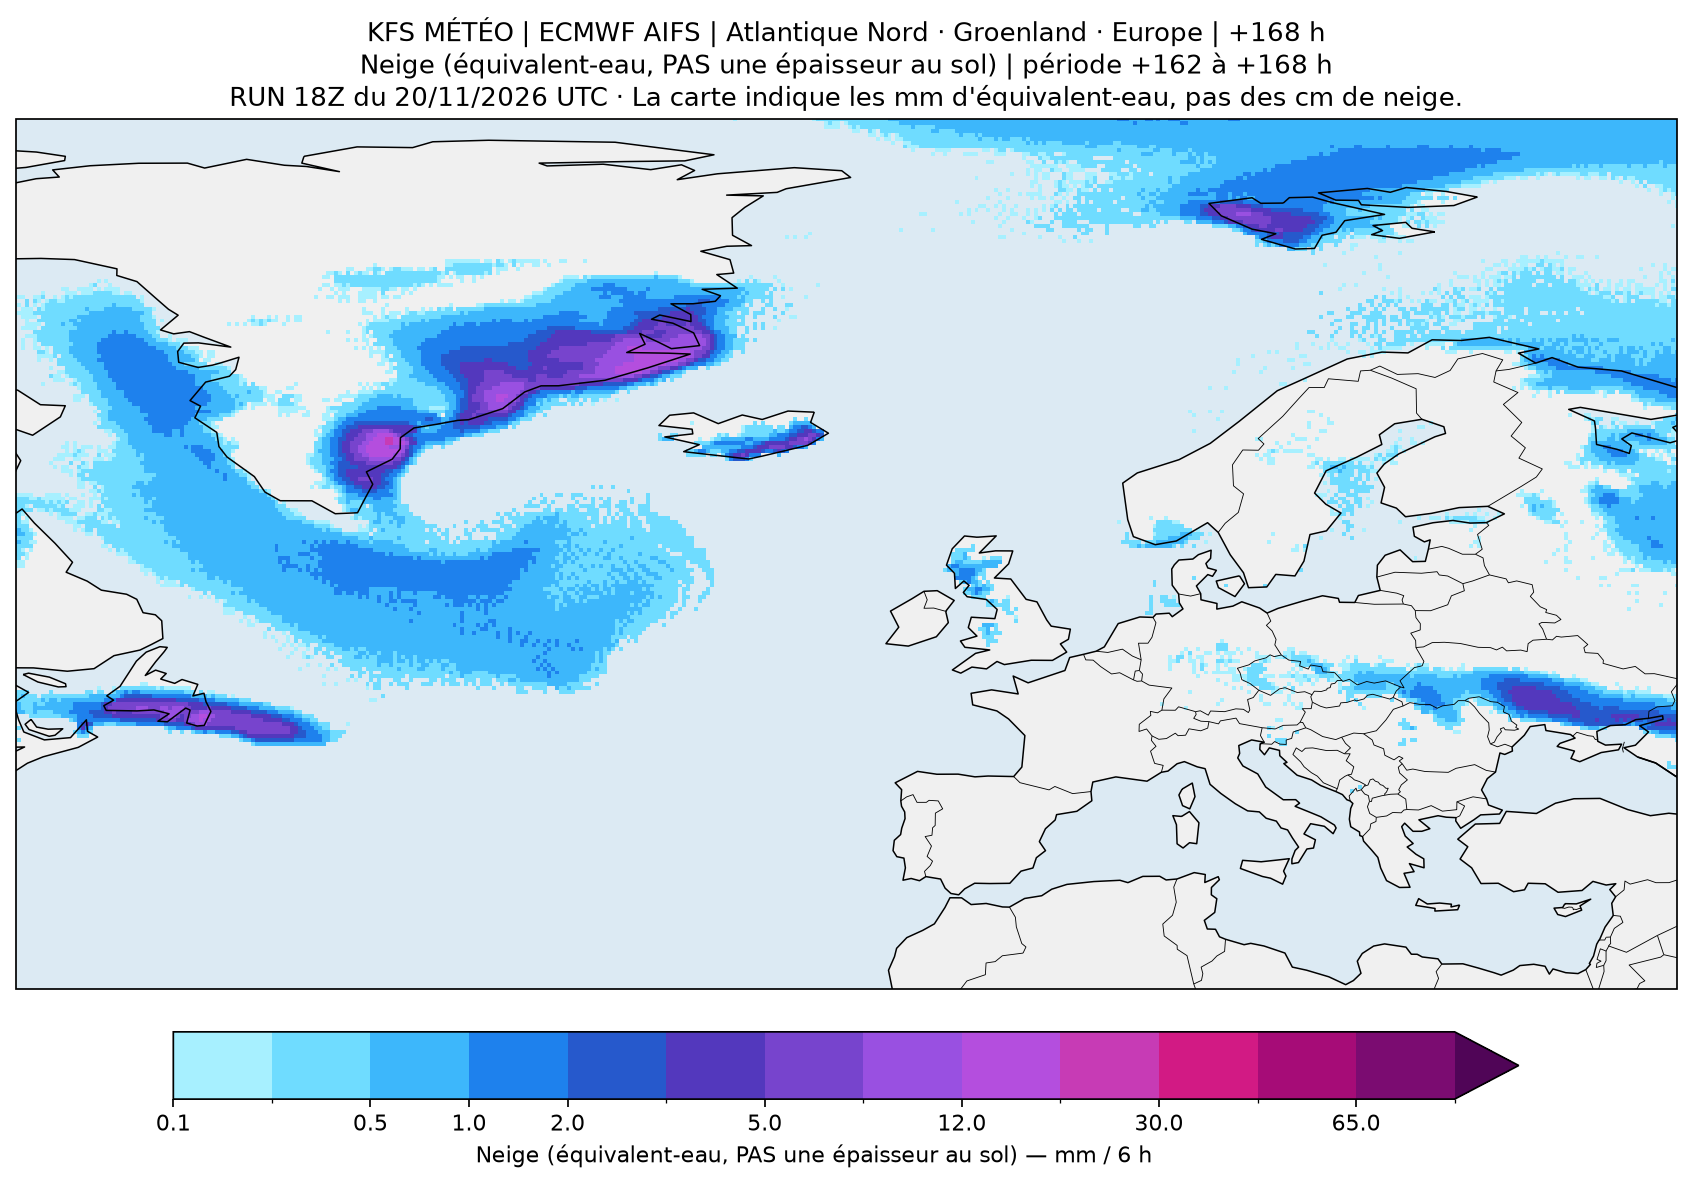 KFS MÉTÉO | ECMWF AIFS | Atlantique Nord · Groenland · Europe | +168 h
Neige (équivalent-eau, PAS une épaisseur au sol) | période +162 à +168 h
RUN 18Z du 20/11/2026 UTC · La carte indique les mm d'équivalent-eau, pas des cm de neige.
0.1 0.5 1.0 2.0 5.0 12.0 30.0 65.0
Neige (équivalent-eau, PAS une épaisseur au sol) — mm / 6 h